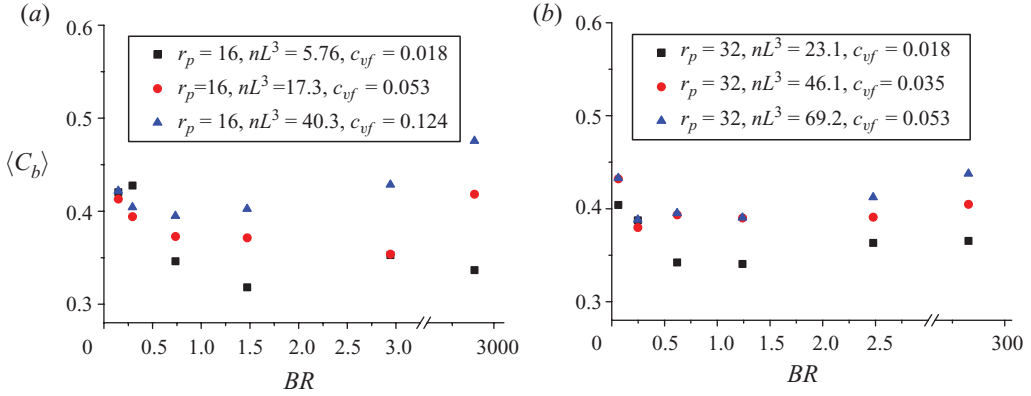 (a)
0.6
0.5
0.4
0.3
⟨C_b⟩
r_p = 16, nL^3 = 5.76, c_vf = 0.018
r_p=16, nL^3 =17.3, c_vf = 0.053
r_p = 16, nL^3 = 40.3, c_vf = 0.124
0 0.5 1.0 1.5 2.0 2.5 3.0 3000
BR
(b)
0.6
0.5
0.4
0.3
r_p = 32, nL^3 = 23.1, c_vf = 0.018
r_p = 32, nL^3 = 46.1, c_vf= 0.035
r_p = 32, nL^3 = 69.2, c_vf = 0.053
0 0.5 1.0 1.5 2.0 2.5 300
BR